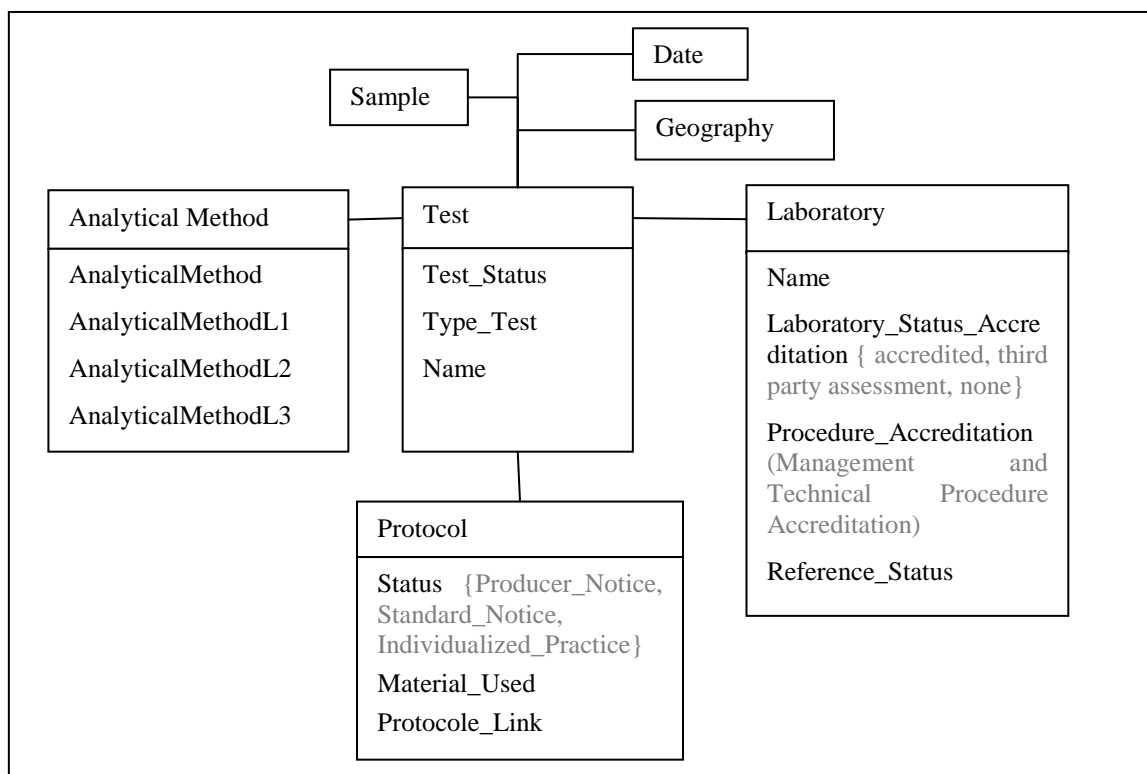 Date
Sample
Geography
Analytical Method
AnalyticalMethod
AnalyticalMethodL1
AnalyticalMethodL2
AnalyticalMethodL3
Test
Test_Status
Type_Test
Name
Laboratory
Name
Laboratory_Status_Accre
ditation { accredited, third
party assessment, none}
Procedure_Accreditation
(Management and
Technical Procedure
Accreditation)
Reference_Status
Protocol
Status {Producer_Notice,
Standard_Notice,
Individualized_Practice}
Material_Used
Protocole_Link